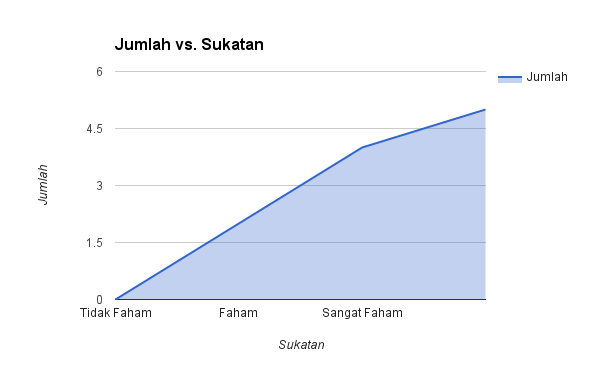 Jumlah vs. Sukatan
6
4.5
3
1.5
0
Jumlah
Jumlah
Tidak Faham
Faham
Sangat Faham
Sukatan